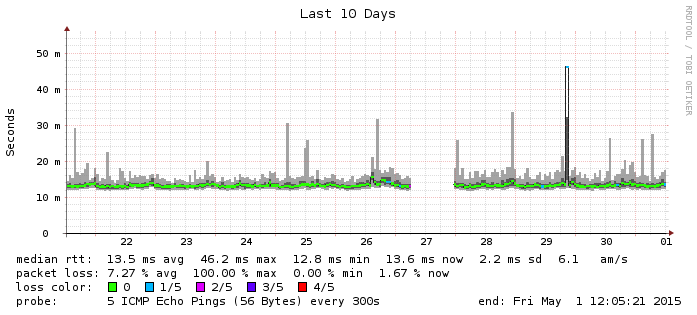 Last 10 Days
RRDTOOL / TOBI OETIKER
Seconds
50 m
40 m
30 m
20 m
10 m
0
22 23 24 25 26 27 28 29 30 01
median rtt: 13.5 ms avg 46.2 ms max 12.8 ms min 13.6 ms now 2.2 ms sd 6.1 am/s
packet loss: 7.27 % avg 100.00 % max 0.00 % min 1.67 % now
loss color: 0 1/5 2/5 3/5 4/5
probe: 5 ICMP Echo Pings (56 Bytes) every 300s end: Fri May 1 12:05:21 2015